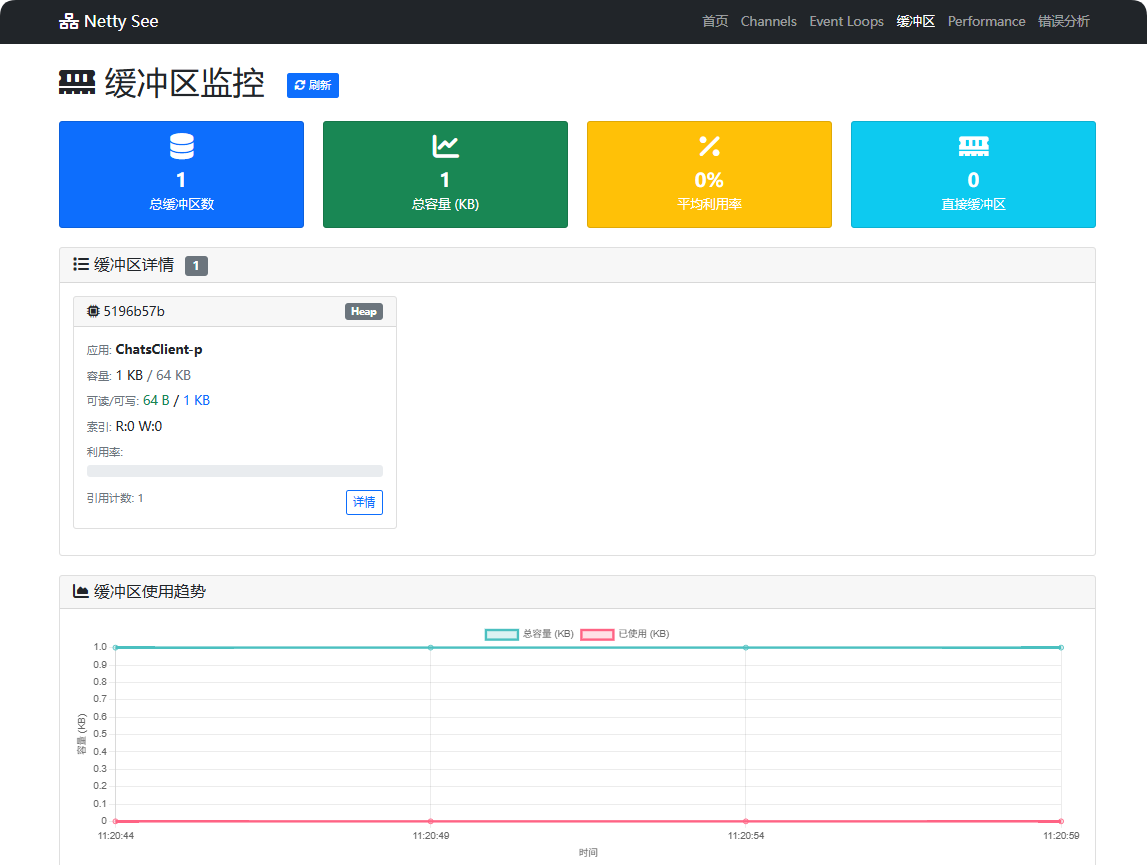 Netty See 首页 Channels Event Loops 缓冲区 Performance 错误分析
缓冲区监控 刷新
1
总缓冲区数
1
总容量 (KB)
0%
平均利用率
0
直接缓冲区
缓冲区详情 1
5196b57b Heap
应用: ChatsClient-p
容量: 1 KB / 64 KB
可读/可写: 64 B / 1 KB
索引: R:0 W:0
利用率:
引用计数: 1 详情
缓冲区使用趋势
总容量 (KB) 已使用 (KB)
容量 (KB)
1.0
0.9
0.8
0.7
0.6
0.5
0.4
0.3
0.2
0.1
0
11:20:44 11:20:49 11:20:54 11:20:59
时间